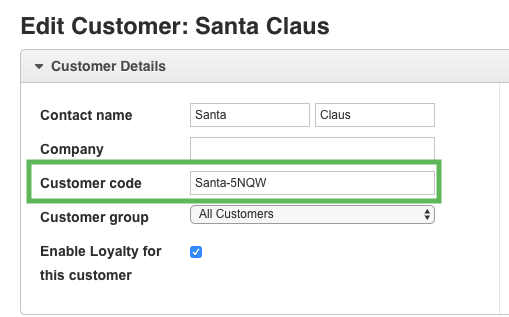 Edit Customer: Santa Claus
Customer Details
Contact name Santa Claus
Company
Customer code Santa-5NQW
Customer group All Customers
Enable Loyalty for
this customer